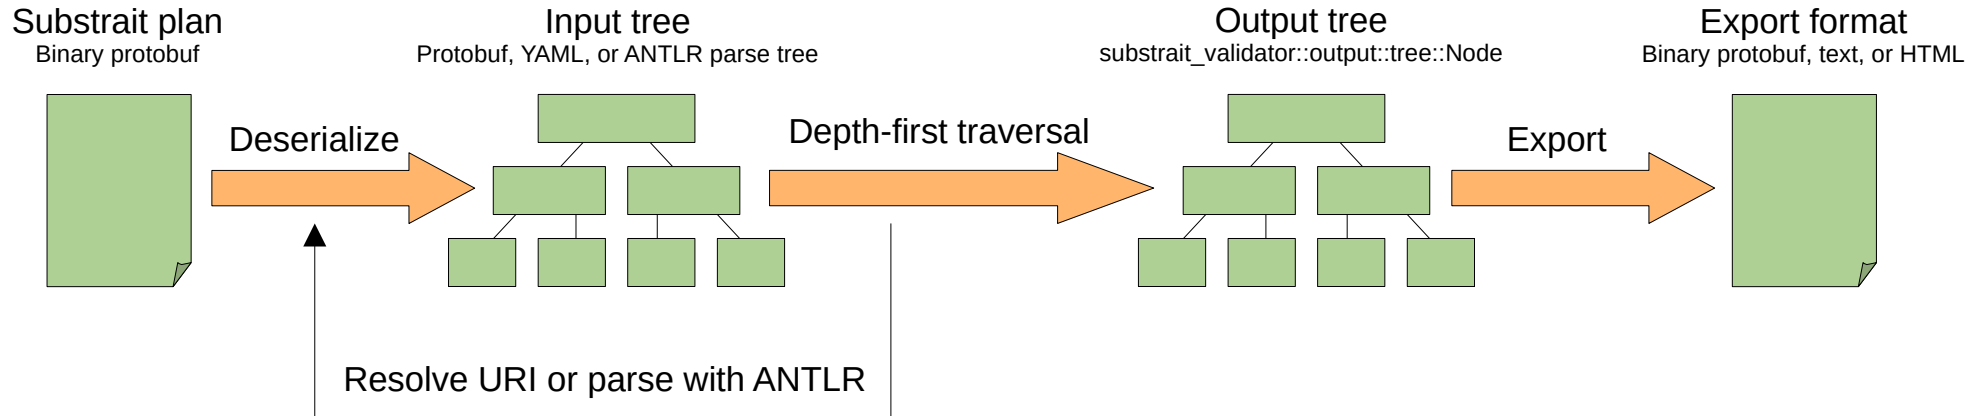 Substrait plan
Binary protobuf
Input tree
Protobuf, YAML, or ANTLR parse tree
Output tree
substrait_validator::output::tree::Node
Export format
Binary protobuf, text, or HTML
Deserialize
Depth-first traversal
Export
Resolve URI or parse with ANTLR